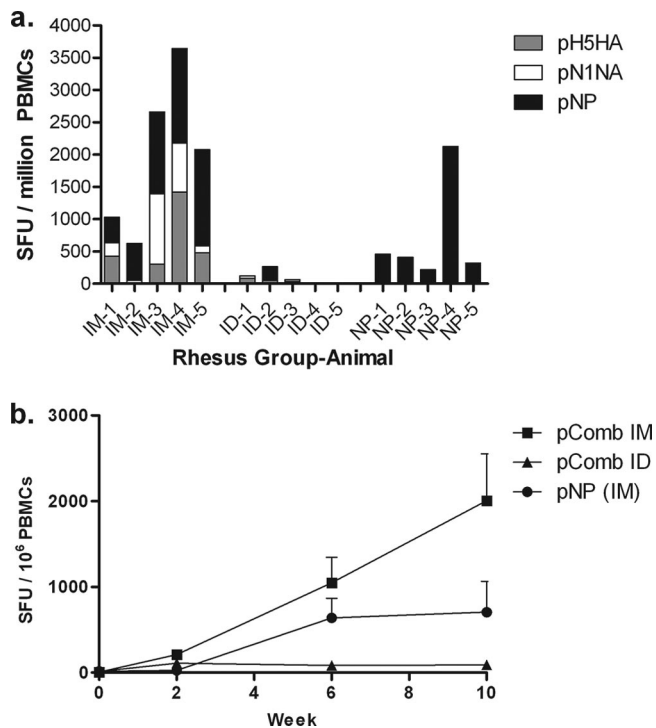 a.
SFU / million PBMCs
4000
3500
3000
2500
2000
1500
1000
500
0
pH5HA
pN1NA
pNP
IM-1
IM-2
IM-3
IM-4
IM-5
ID-1
ID-2
ID-3
ID-4
ID-5
NP-1
NP-2
NP-3
NP-4
NP-5
Rhesus Group-Animal
b.
SFU / 10⁶ PBMCs
3000
2000
1000
0
pComb IM
pComb ID
pNP (IM)
0
2
4
6
8
10
Week